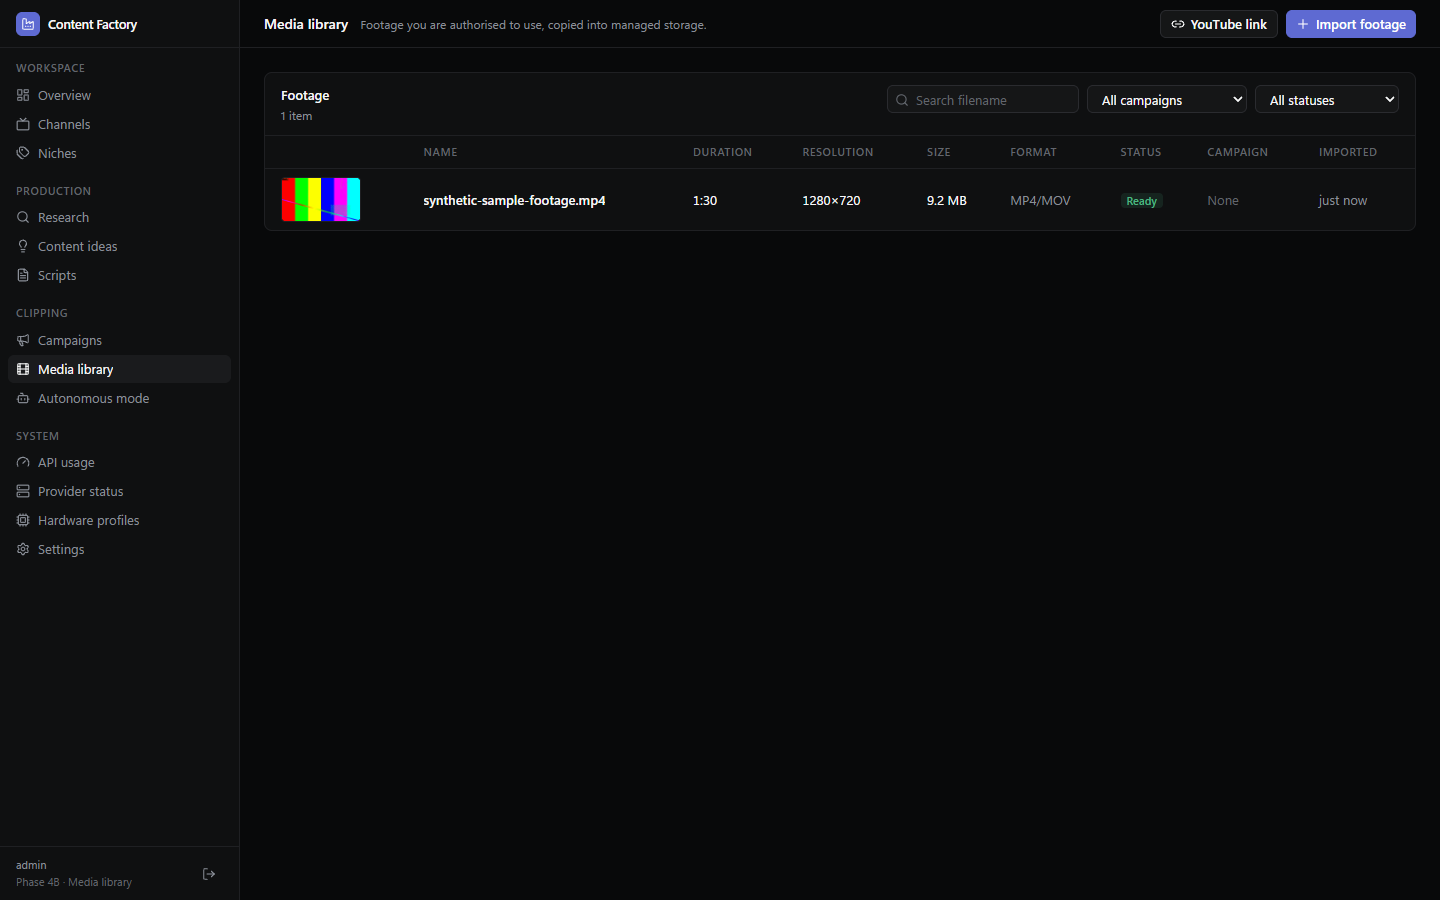 Content Factory
WORKSPACE
Overview
Channels
Niches
PRODUCTION
Research
Content ideas
Scripts
CLIPPING
Campaigns
Media library
Autonomous mode
SYSTEM
API usage
Provider status
Hardware profiles
Settings
admin
Phase 4B · Media library
Media library Footage you are authorised to use, copied into managed storage.
YouTube link
Import footage
Footage
1 item
Search filename
All campaigns
All statuses
NAME DURATION RESOLUTION SIZE FORMAT STATUS CAMPAIGN IMPORTED
synthetic-sample-footage.mp4 1:30 1280×720 9.2 MB MP4/MOV Ready None just now